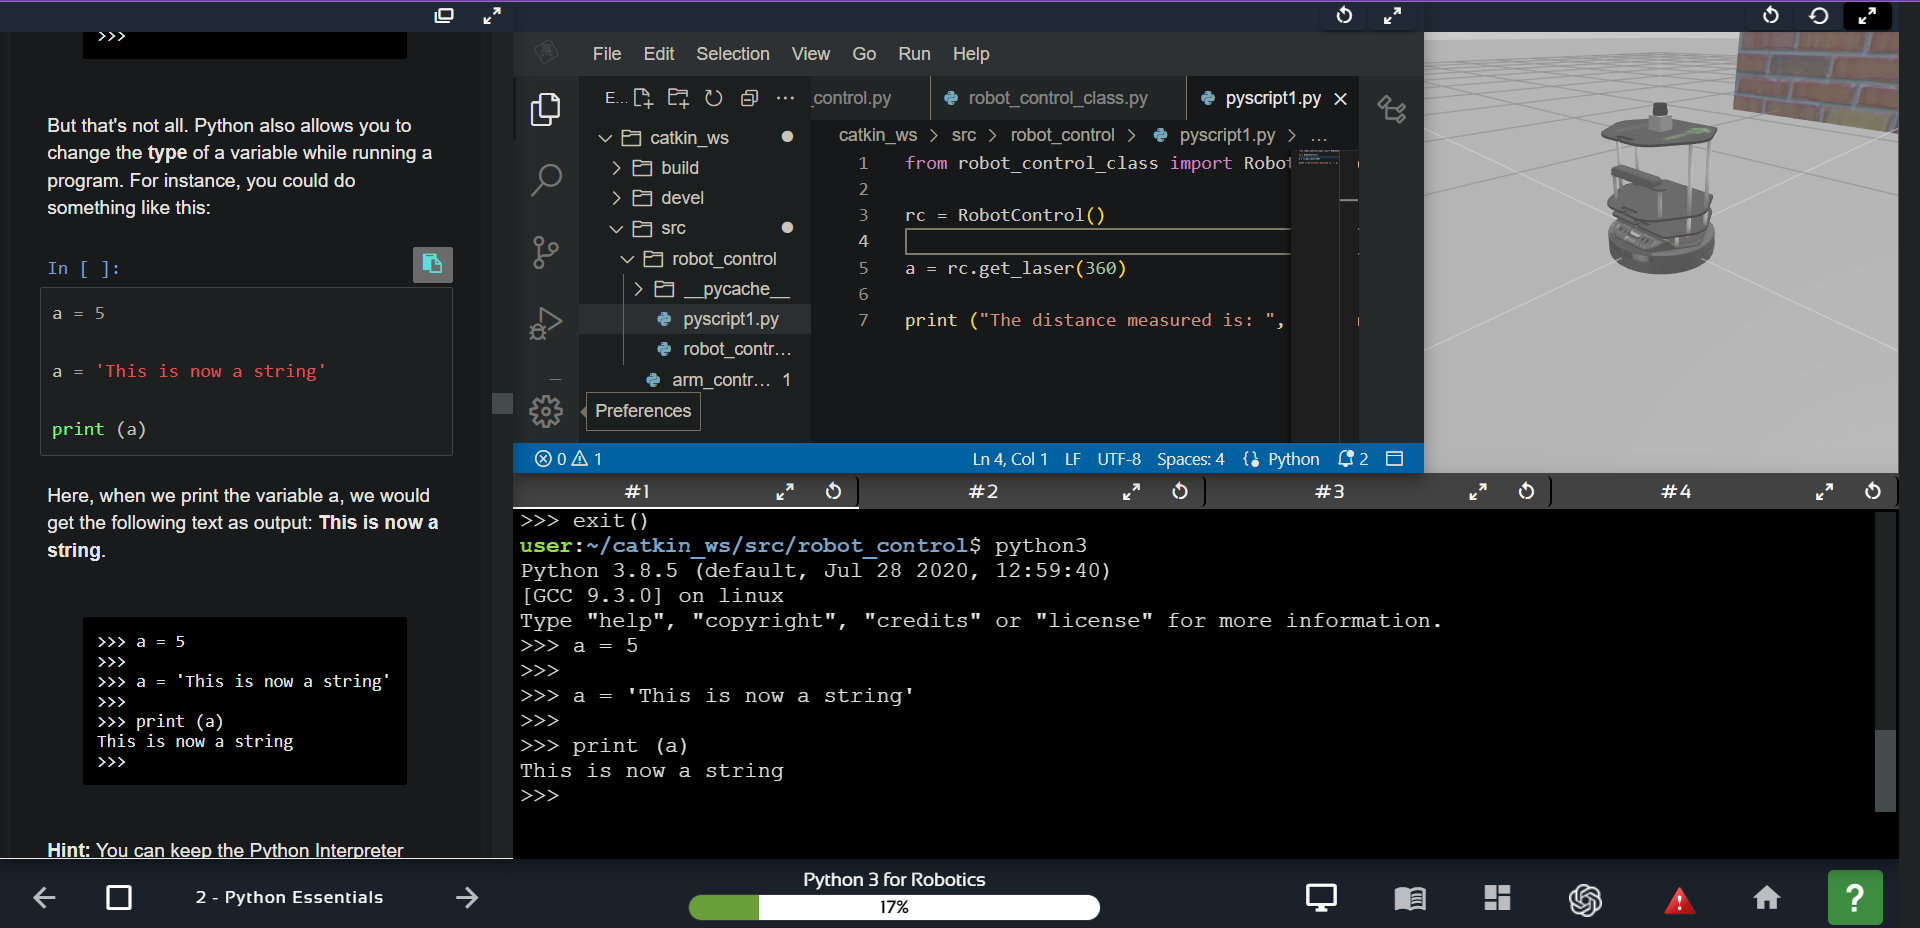 >>>
But that's not all. Python also allows you to
change the type of a variable while running a
program. For instance, you could do
something like this:
In [ ]:
a = 5
a = 'This is now a string'
print (a)
Here, when we print the variable a, we would
get the following text as output: This is now a
string.
>>> a = 5
>>>
>>> a = 'This is now a string'
>>>
>>> print (a)
This is now a string
>>>
Hint: You can keep the Python Interpreter
File Edit Selection View Go Run Help
E...
catkin_ws
build
devel
src
robot_control
__pycache__
pyscript1.py
robot_contr...
arm_contr... 1
Preferences
_control.py
robot_control_class.py
pyscript1.py
catkin_ws > src > robot_control > pyscript1.py > ...
1 from robot_control_class import Robot
2
3 rc = RobotControl()
4
5 a = rc.get_laser(360)
6
7 print ("The distance measured is: ",
0 1 Ln 4, Col 1 LF UTF-8 Spaces: 4 Python 2
#1 #2 #3 #4
>>> exit()
user:~/catkin_ws/src/robot_control$ python3
Python 3.8.5 (default, Jul 28 2020, 12:59:40)
[GCC 9.3.0] on linux
Type "help", "copyright", "credits" or "license" for more information.
>>> a = 5
>>>
>>> a = 'This is now a string'
>>>
>>> print (a)
This is now a string
>>>
2 - Python Essentials
Python 3 for Robotics
17%
?